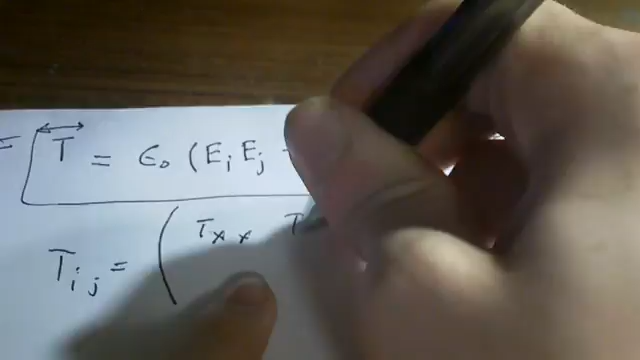 T = ϵ₀ (Eᵢ Eⱼ
Tᵢⱼ = ( Tₓₓ T